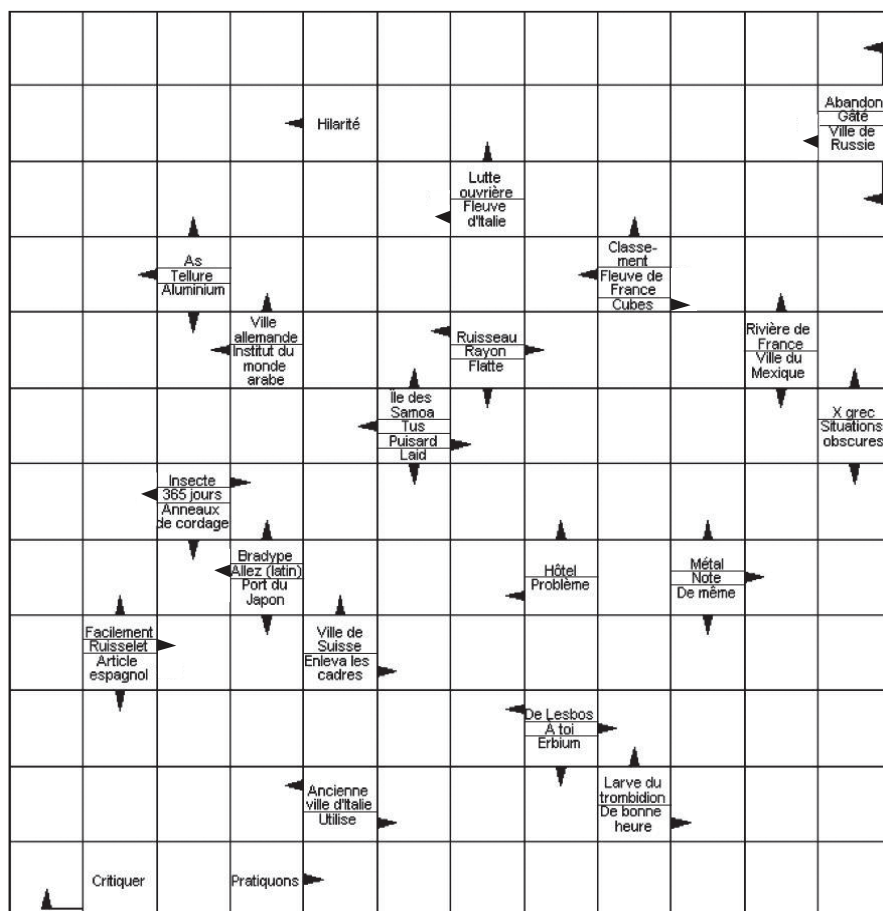 Hilarité
Abandon
Gâté
Ville de
Russie
Lutte
ouvrière
Fleuve
d'Italie
As
Tellure
Aluminium
Classe-
ment
Fleuve de
France
Cubes
Ville
allemande
Institut du
monde
arabe
Ruisseau
Rayon
Flatte
Rivière de
France
Ville du
Mexique
Île des
Samoa
Tus
Puisard
Laid
X grec
Situations
obscures
Insecte
365 jours
Anneaux
de cordage
Bradype
Allez (latin)
Port du
Japon
Hôtel
Problème
Métal
Note
De même
Facilement
Ruisselet
Article
espagnol
Ville de
Suisse
Enleva les
cadres
De Lesbos
À toi
Erbium
Ancienne
ville d'Italie
Utilise
Larve du
trombidion
De bonne
heure
Critiquer
Pratiquons